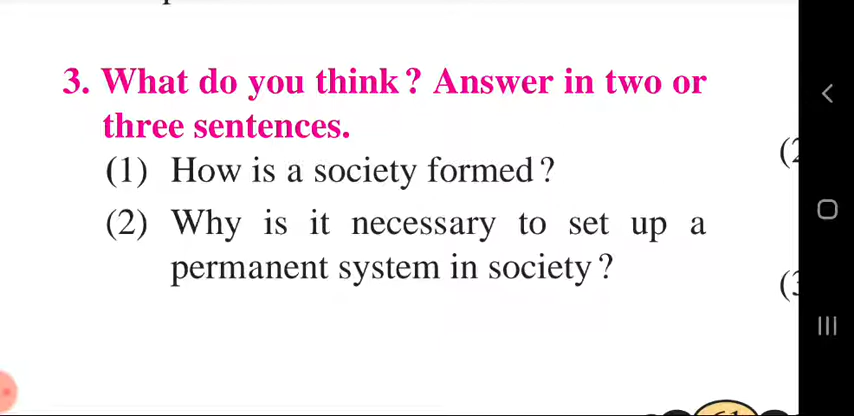 3. What do you think? Answer in two or
three sentences.
(1) How is a society formed?
(2) Why is it necessary to set up a
permanent system in society?